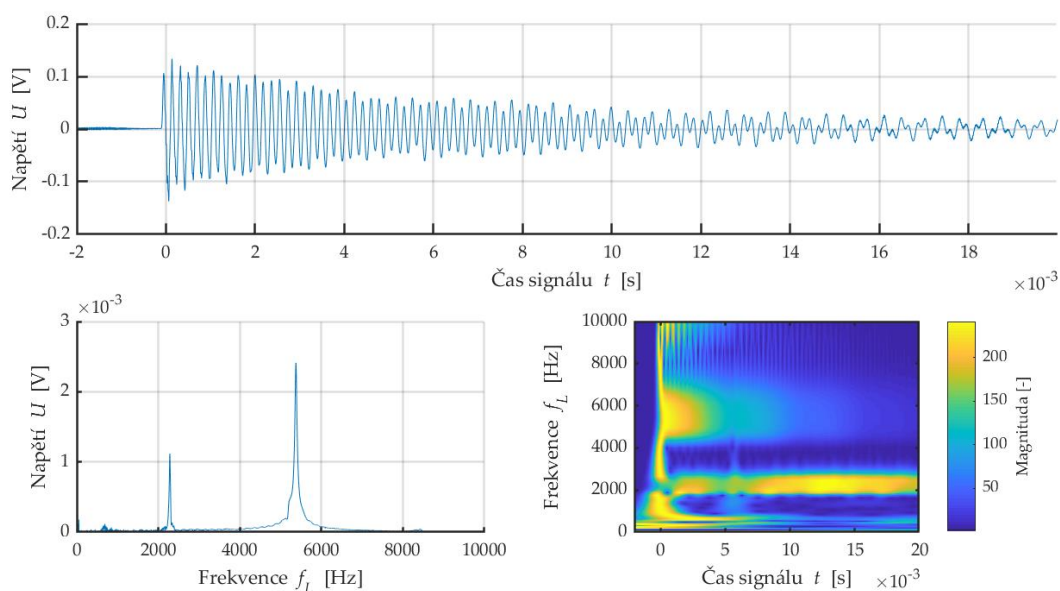 0.2
0.1
0
-0.1
-0.2
Napětí U [V]
-2 0 2 4 6 8 10 12 14 16 18
Čas signálu t [s]
×10⁻³
×10⁻³
3
2
1
0
Napětí U [V]
0 2000 4000 6000 8000 10000
Frekvence f_L [Hz]
10000
8000
6000
4000
2000
0
Frekvence f_L [Hz]
0 5 10 15 20
Čas signálu t [s]
×10⁻³
200
150
100
50
Magnituda [-]